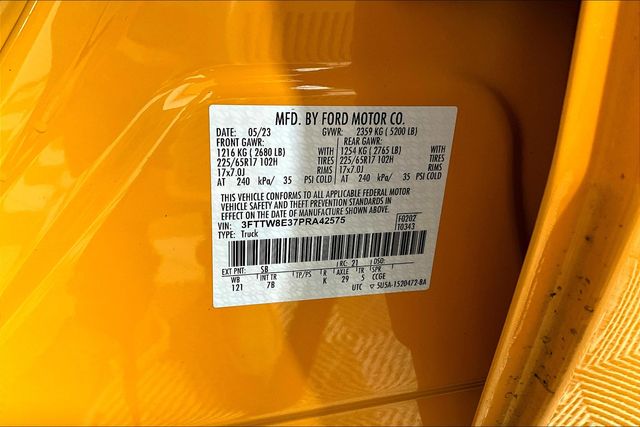 MFD. BY FORD MOTOR CO.
DATE: 05/23 GVWR: 2359 KG ( 5200 LB)
FRONT GAWR: REAR GAWR:
1216 KG ( 2680 LB) WITH 1254 KG ( 2765 LB) WITH
225/65R17 102H TIRES 225/65R17 102H TIRES
17x7.0J RIMS 17x7.0J RIMS
AT 240 kPa/ 35 PSI COLD AT 240 kPa/ 35 PSI COLD
THIS VEHICLE CONFORMS TO ALL APPLICABLE FEDERAL MOTOR
VEHICLE SAFETY AND THEFT PREVENTION STANDARDS IN
EFFECT ON THE DATE OF MANUFACTURE SHOWN ABOVE.
VIN: 3FTTW8E37PRA42575 F0202
TYPE: Truck 10343
EXT PNT: SB RC: 21 DSO:
WB INT TR TP/PS R AXLE TR SPR
121 7B K 29 5 CCGE
UTC ▽ 5U5A-1520472-BA